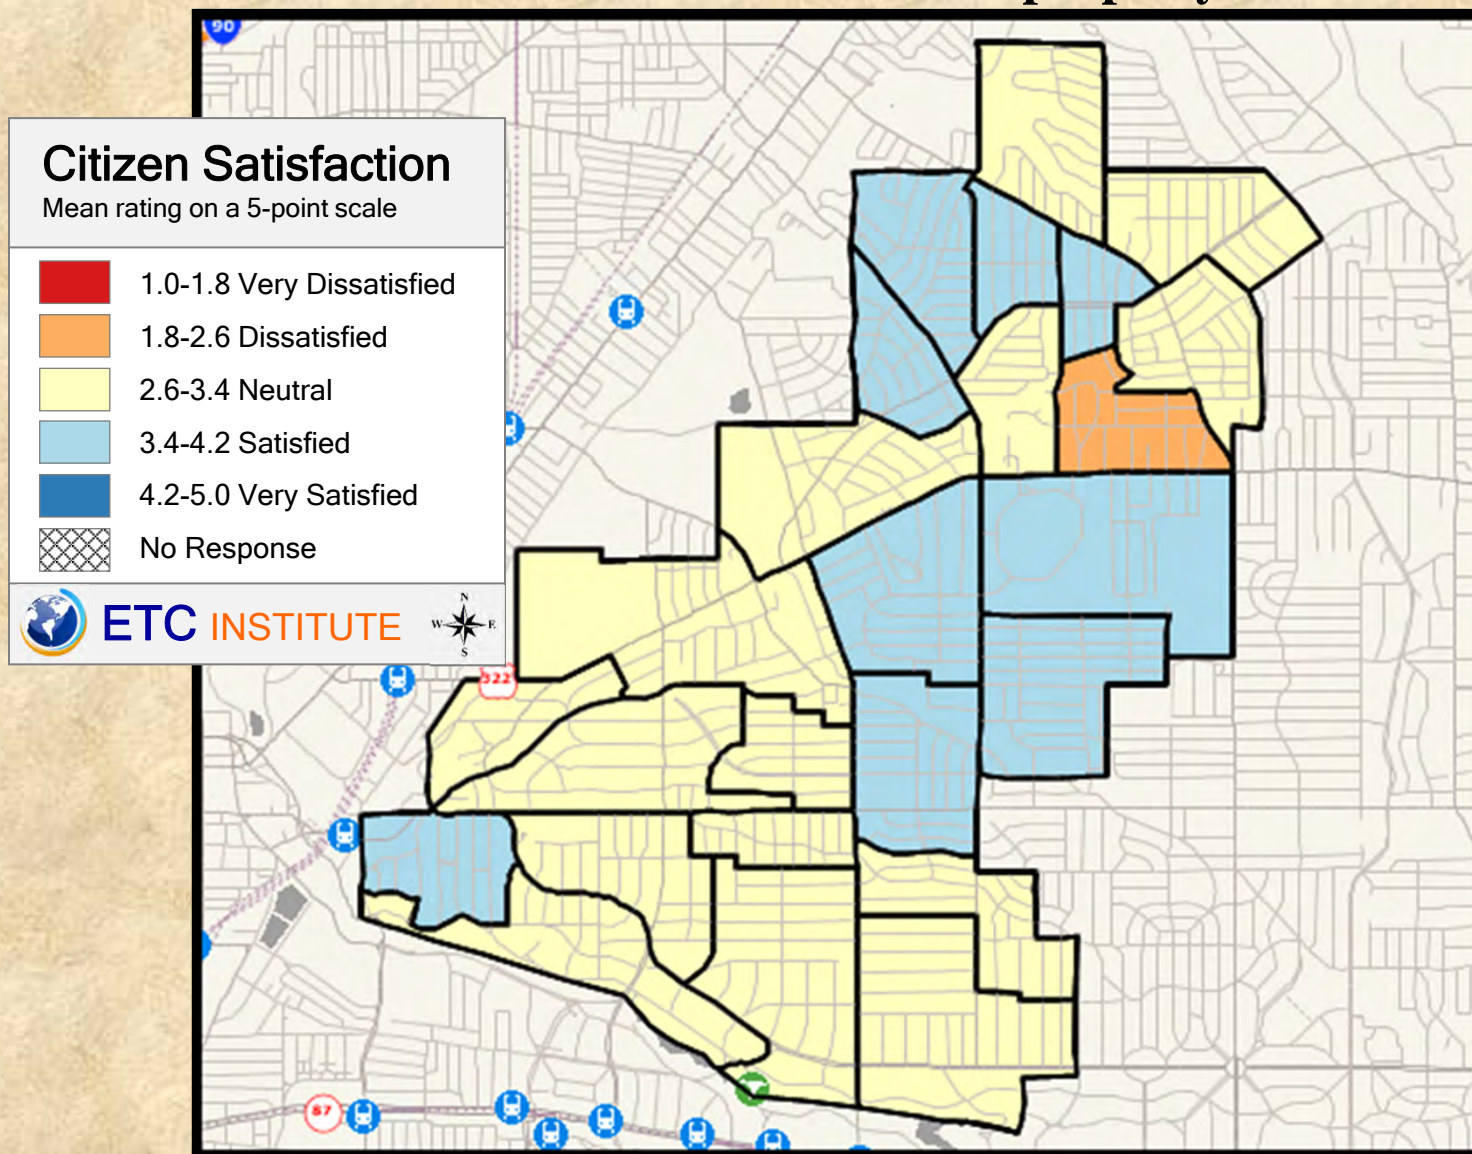 90
Citizen Satisfaction
Mean rating on a 5-point scale
1.0-1.8 Very Dissatisfied
1.8-2.6 Dissatisfied
2.6-3.4 Neutral
3.4-4.2 Satisfied
4.2-5.0 Very Satisfied
No Response
ETC INSTITUTE
N
W E
S
322
87